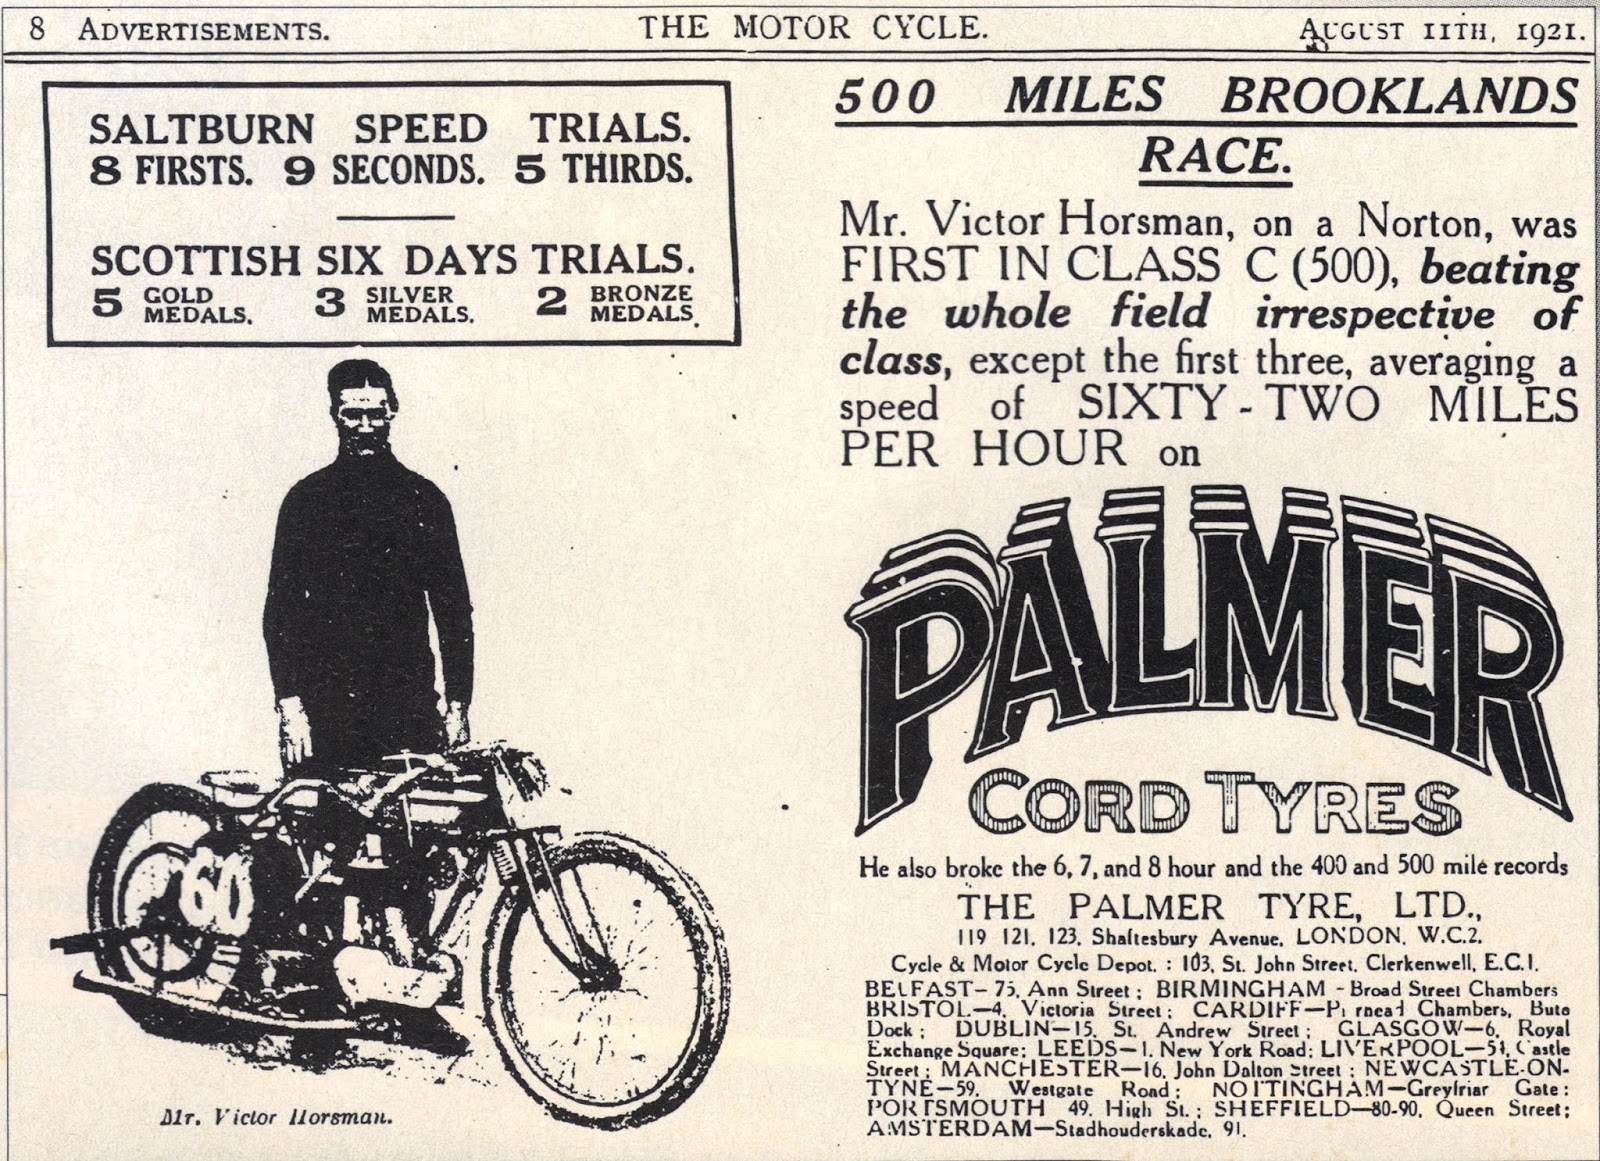 8 ADVERTISEMENTS. THE MOTOR CYCLE. AUGUST 11TH, 1921.
SALTBURN SPEED TRIALS.
8 FIRSTS. 9 SECONDS. 5 THIRDS.
SCOTTISH SIX DAYS TRIALS.
5 GOLD MEDALS. 3 SILVER MEDALS. 2 BRONZE MEDALS.
60
Mr. Victor Horsman.
500 MILES BROOKLANDS
RACE.
Mr. Victor Horsman, on a Norton, was
FIRST IN CLASS C (500), beating
the whole field irrespective of
class, except the first three, averaging a
speed of SIXTY-TWO MILES
PER HOUR on
PALMER
CORD TYRES
He also broke the 6, 7, and 8 hour and the 400 and 500 mile records
THE PALMER TYRE, LTD.,
119 121, 123, Shaftesbury Avenue, LONDON, W.C.2.
Cycle & Motor Cycle Depot. : 103, St. John Street, Clerkenwell, E.C.1.
BELFAST—75, Ann Street; BIRMINGHAM - Broad Street Chambers
BRISTOL—4, Victoria Street; CARDIFF— Chambers, Bute
Dock; DUBLIN—15, St. Andrew Street; GLASGOW—6, Royal
Exchange Square; LEEDS—1, New York Road; LIVERPOOL—51, Castle
Street; MANCHESTER—16, John Dalton Street; NEWCASTLE-ON-
TYNE—59, Westgate Road; NOTTINGHAM—Greyfriar Gate:
PORTSMOUTH 49, High St.; SHEFFIELD—80-90, Queen Street;
AMSTERDAM—Stadhouderskade, 91.